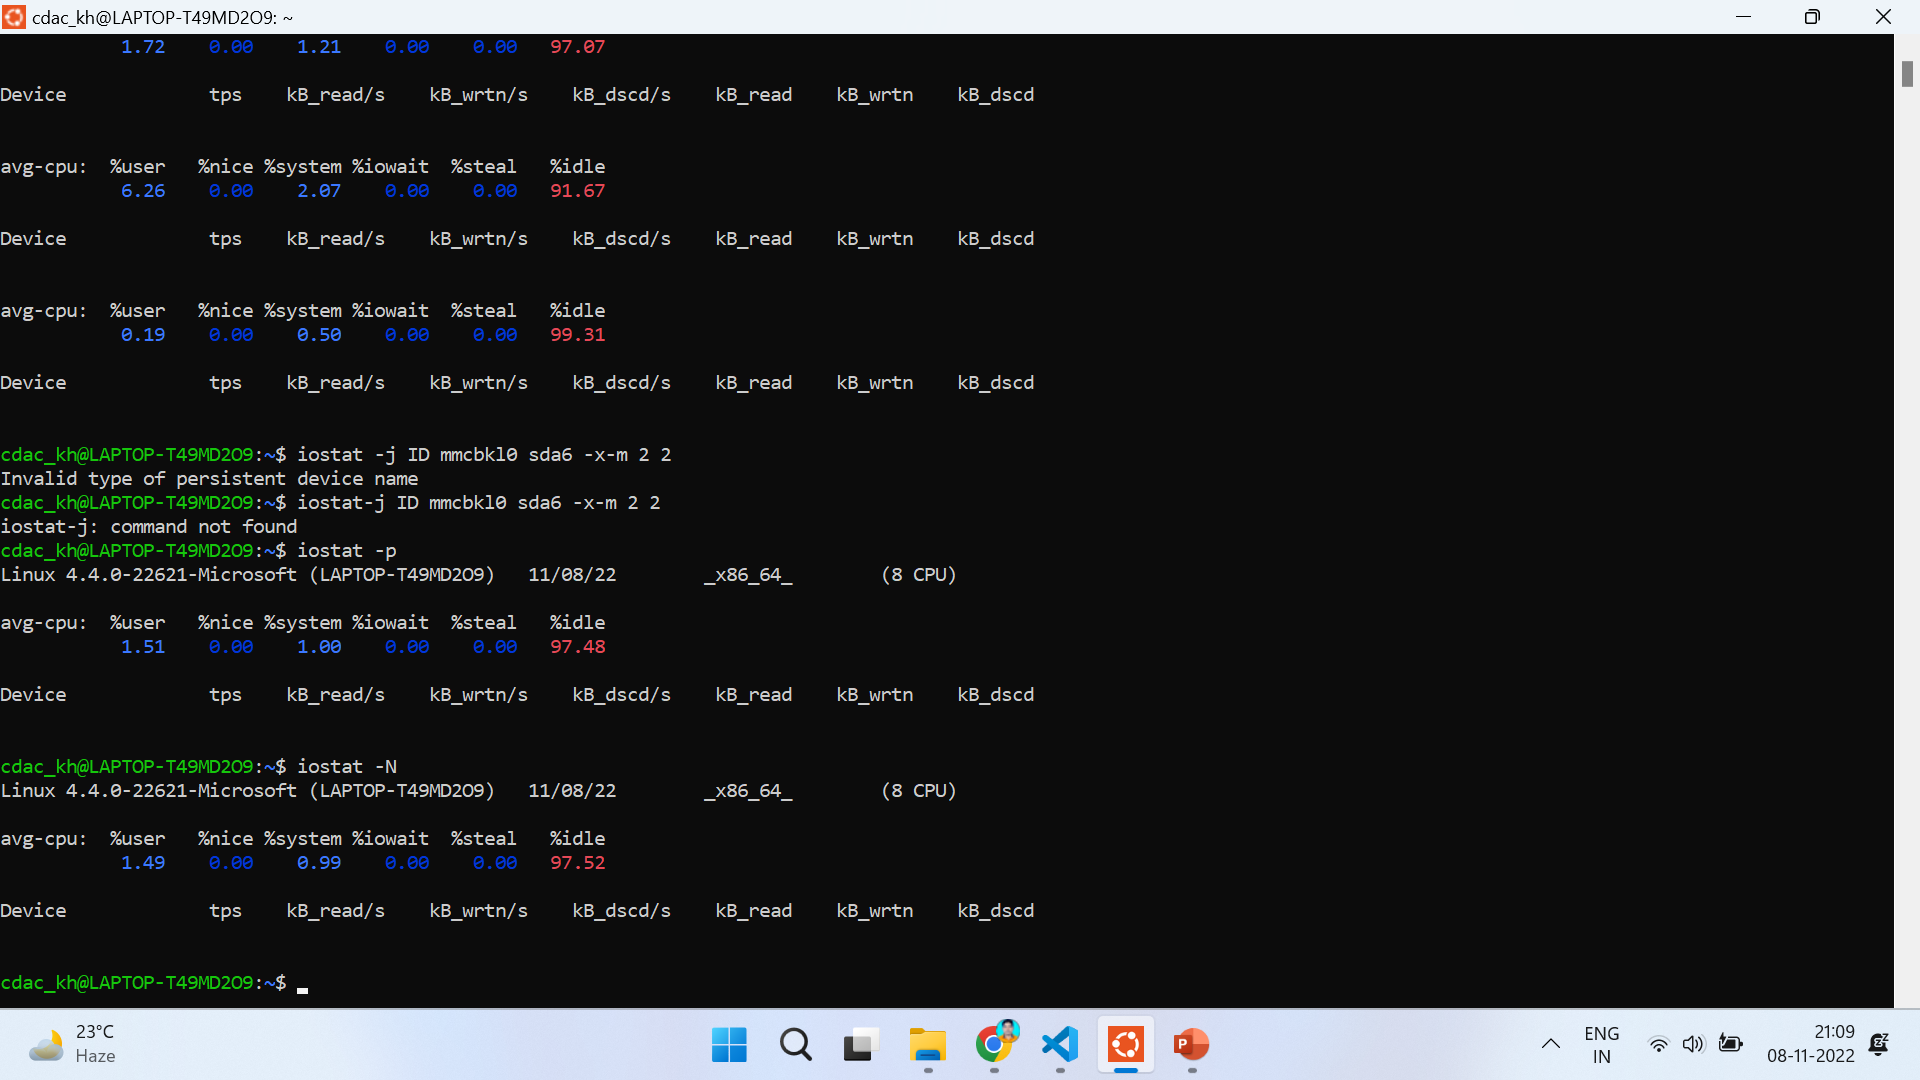 cdac_kh@LAPTOP-T49MD2O9: ~
1.72 0.00 1.21 0.00 0.00 97.07
Device tps kB_read/s kB_wrtn/s kB_dscd/s kB_read kB_wrtn kB_dscd
avg-cpu: %user %nice %system %iowait %steal %idle
6.26 0.00 2.07 0.00 0.00 91.67
Device tps kB_read/s kB_wrtn/s kB_dscd/s kB_read kB_wrtn kB_dscd
avg-cpu: %user %nice %system %iowait %steal %idle
0.19 0.00 0.50 0.00 0.00 99.31
Device tps kB_read/s kB_wrtn/s kB_dscd/s kB_read kB_wrtn kB_dscd
cdac_kh@LAPTOP-T49MD2O9:~$ iostat -j ID mmcbkl0 sda6 -x-m 2 2
Invalid type of persistent device name
cdac_kh@LAPTOP-T49MD2O9:~$ iostat-j ID mmcbkl0 sda6 -x-m 2 2
iostat-j: command not found
cdac_kh@LAPTOP-T49MD2O9:~$ iostat -p
Linux 4.4.0-22621-Microsoft (LAPTOP-T49MD2O9) 11/08/22 _x86_64_ (8 CPU)
avg-cpu: %user %nice %system %iowait %steal %idle
1.51 0.00 1.00 0.00 0.00 97.48
Device tps kB_read/s kB_wrtn/s kB_dscd/s kB_read kB_wrtn kB_dscd
cdac_kh@LAPTOP-T49MD2O9:~$ iostat -N
Linux 4.4.0-22621-Microsoft (LAPTOP-T49MD2O9) 11/08/22 _x86_64_ (8 CPU)
avg-cpu: %user %nice %system %iowait %steal %idle
1.49 0.00 0.99 0.00 0.00 97.52
Device tps kB_read/s kB_wrtn/s kB_dscd/s kB_read kB_wrtn kB_dscd
cdac_kh@LAPTOP-T49MD2O9:~$
23°C
Haze
P
ENG
IN
21:09
08-11-2022